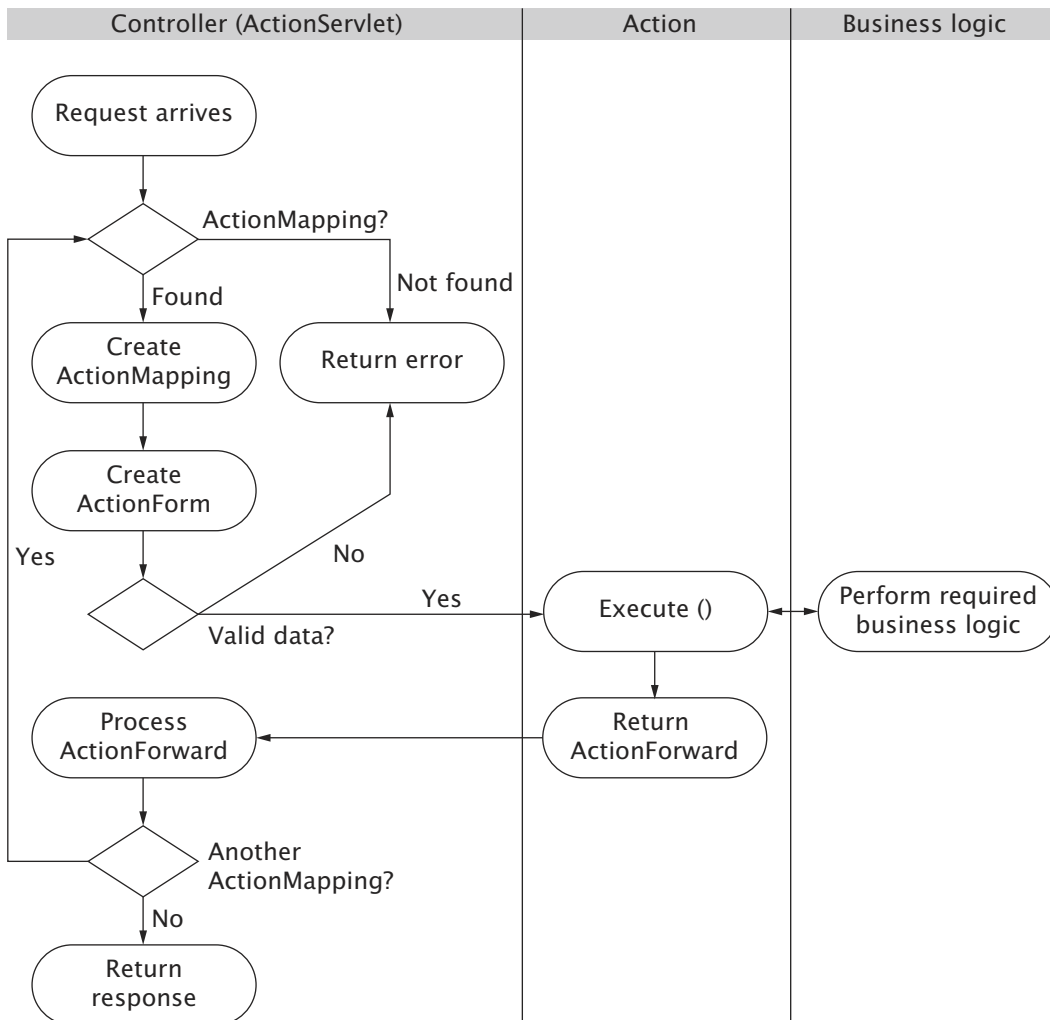 Controller (ActionServlet)
Action
Business logic
Request arrives
ActionMapping?
Not found
Found
Create
ActionMapping
Return error
Create
ActionForm
Yes
No
Yes
Valid data?
Execute ()
Perform required
business logic
Process
ActionForward
Return
ActionForward
Another
ActionMapping?
No
Return
response